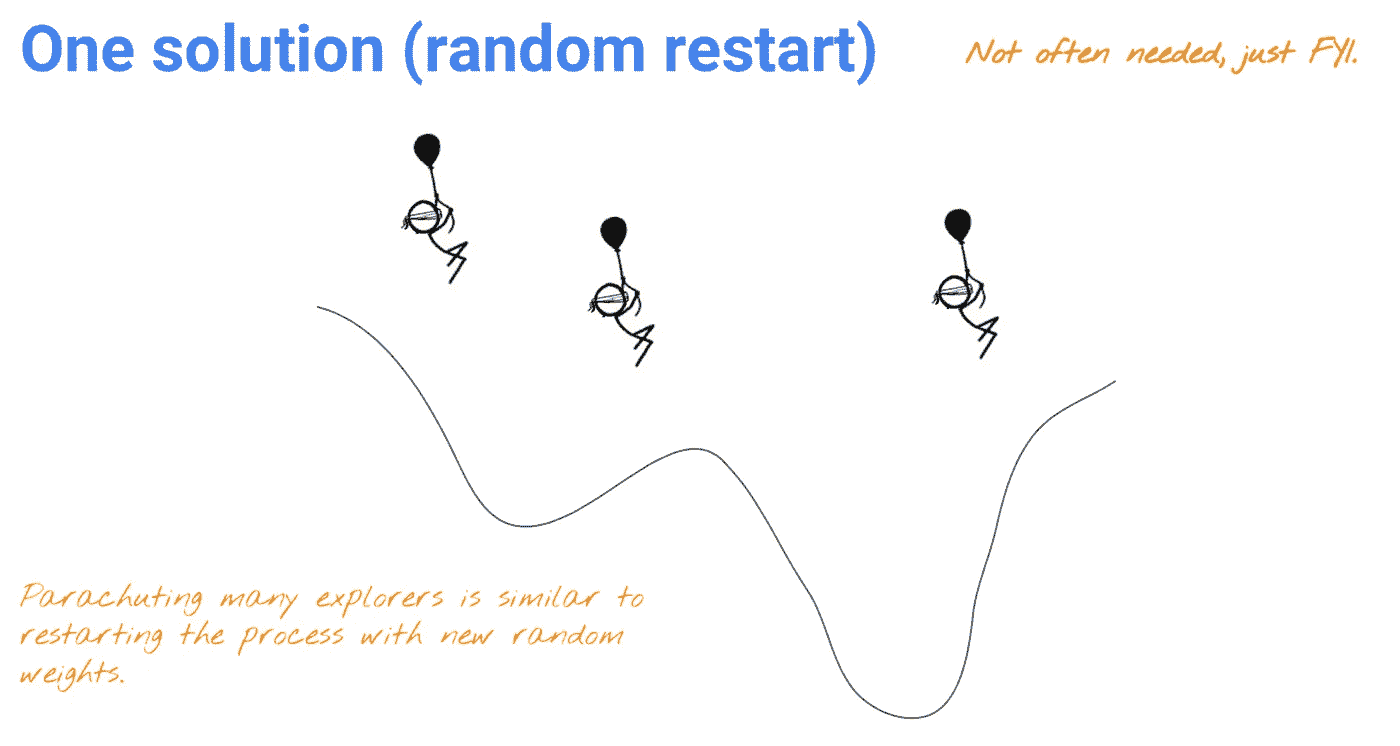 One solution (random restart)
Not often needed, just FYI.
Parachuting many explorers is similar to
restarting the process with new random
weights.